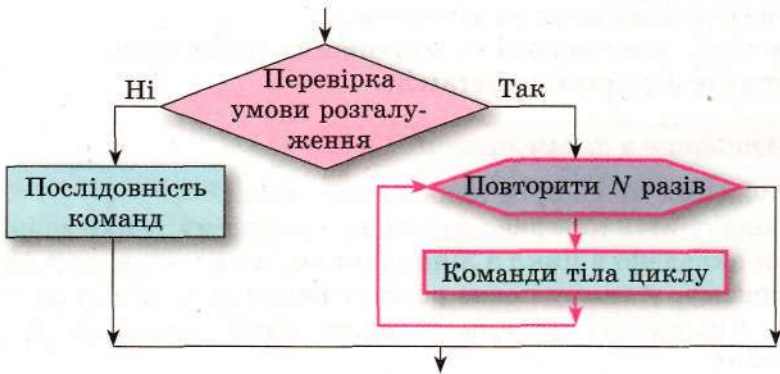 Перевірка
умови розгалу-
ження
Ні
Так
Послідовність
команд
Повторити N разів
Команди тіла циклу